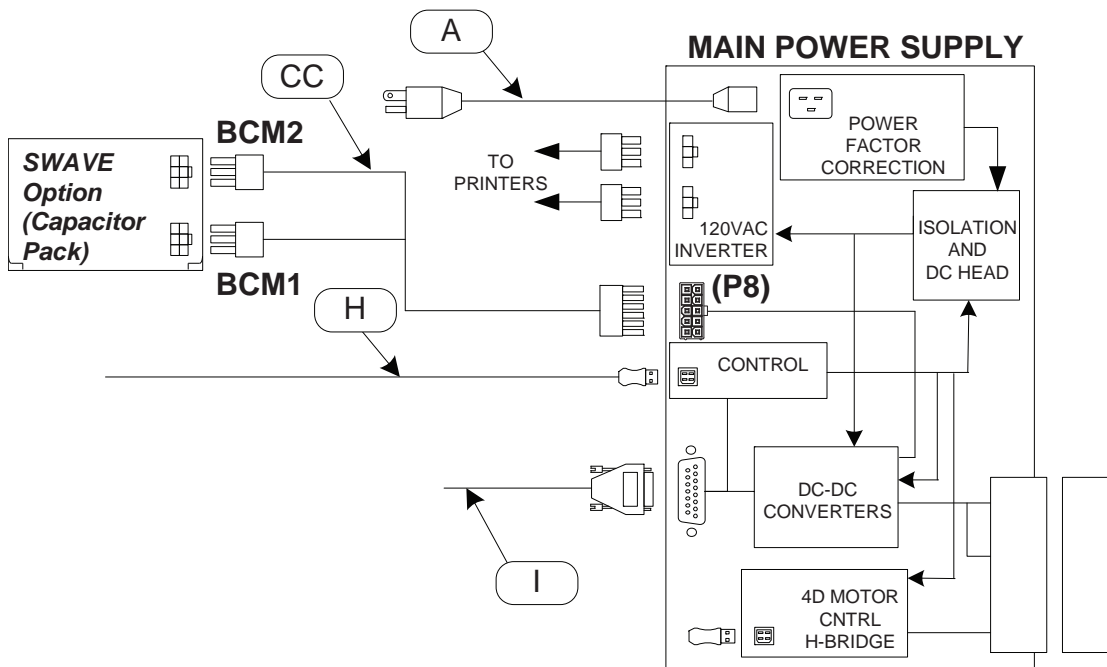 A
MAIN POWER SUPPLY
CC
BCM2
POWER
FACTOR
CORRECTION
TO
PRINTERS
SWAVE
Option
(Capacitor
Pack)
120VAC
INVERTER
ISOLATION
AND
DC HEAD
BCM1
(P8)
H
CONTROL
DC-DC
CONVERTERS
I
4D MOTOR
CNTRL
H-BRIDGE